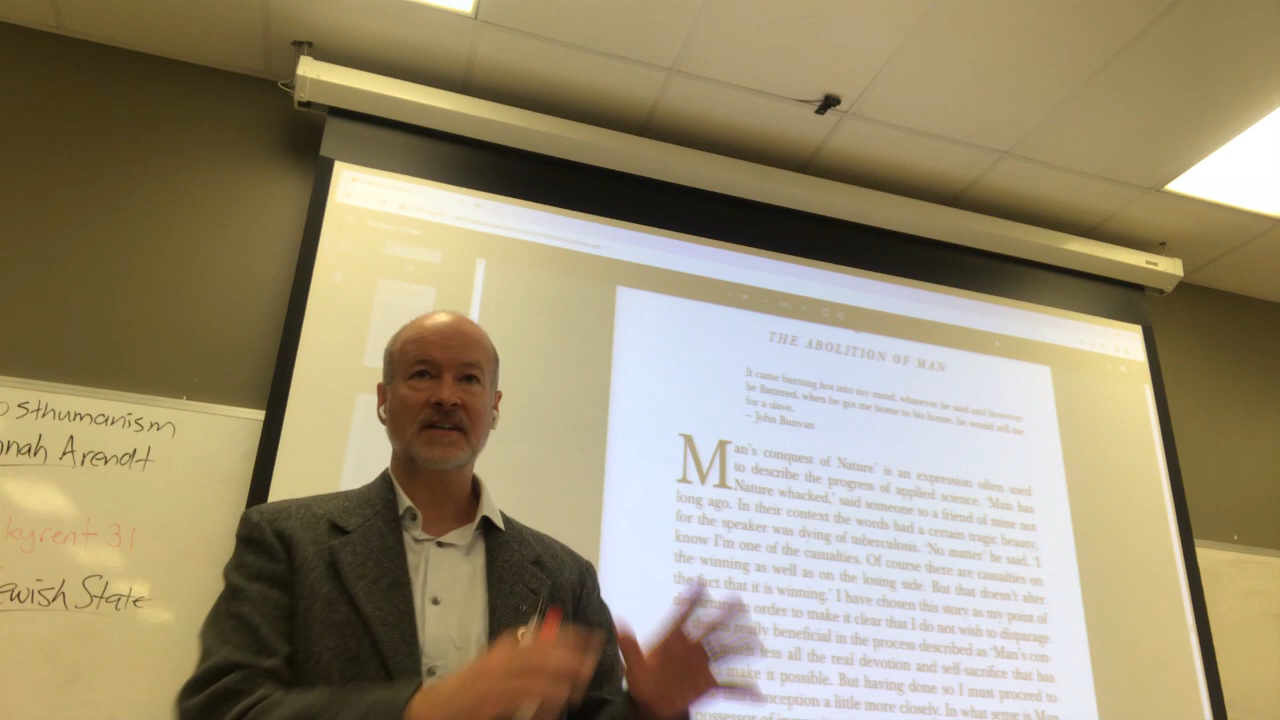 osthumanism
nnah Arendt
kyrent 31
ewish State
THE ABOLITION OF MAN
It came burning hot into my mind, whatever he said and however
he flattered, when he got me home to his house, he would sell me
for a slave.
– John Bunyan
Man's conquest of Nature' is an expression often used
to describe the progress of applied science. 'Man has
Nature whacked,' said someone to a friend of mine not
long ago. In their context the words had a certain tragic beauty,
for the speaker was dying of tuberculosis. 'No matter' he said, 'I
know I'm one of the casualties. Of course there are casualties on
the winning as well as on the losing side. But that doesn't alter
the fact that it is winning.' I have chosen this story as my point of
departure in order to make it clear that I do not wish to disparage
really beneficial in the process described as 'Man's con-
less all the real devotion and self-sacrifice that has
make it possible. But having done so I must proceed to
conception a little more closely. In what sense is Man
possessor of